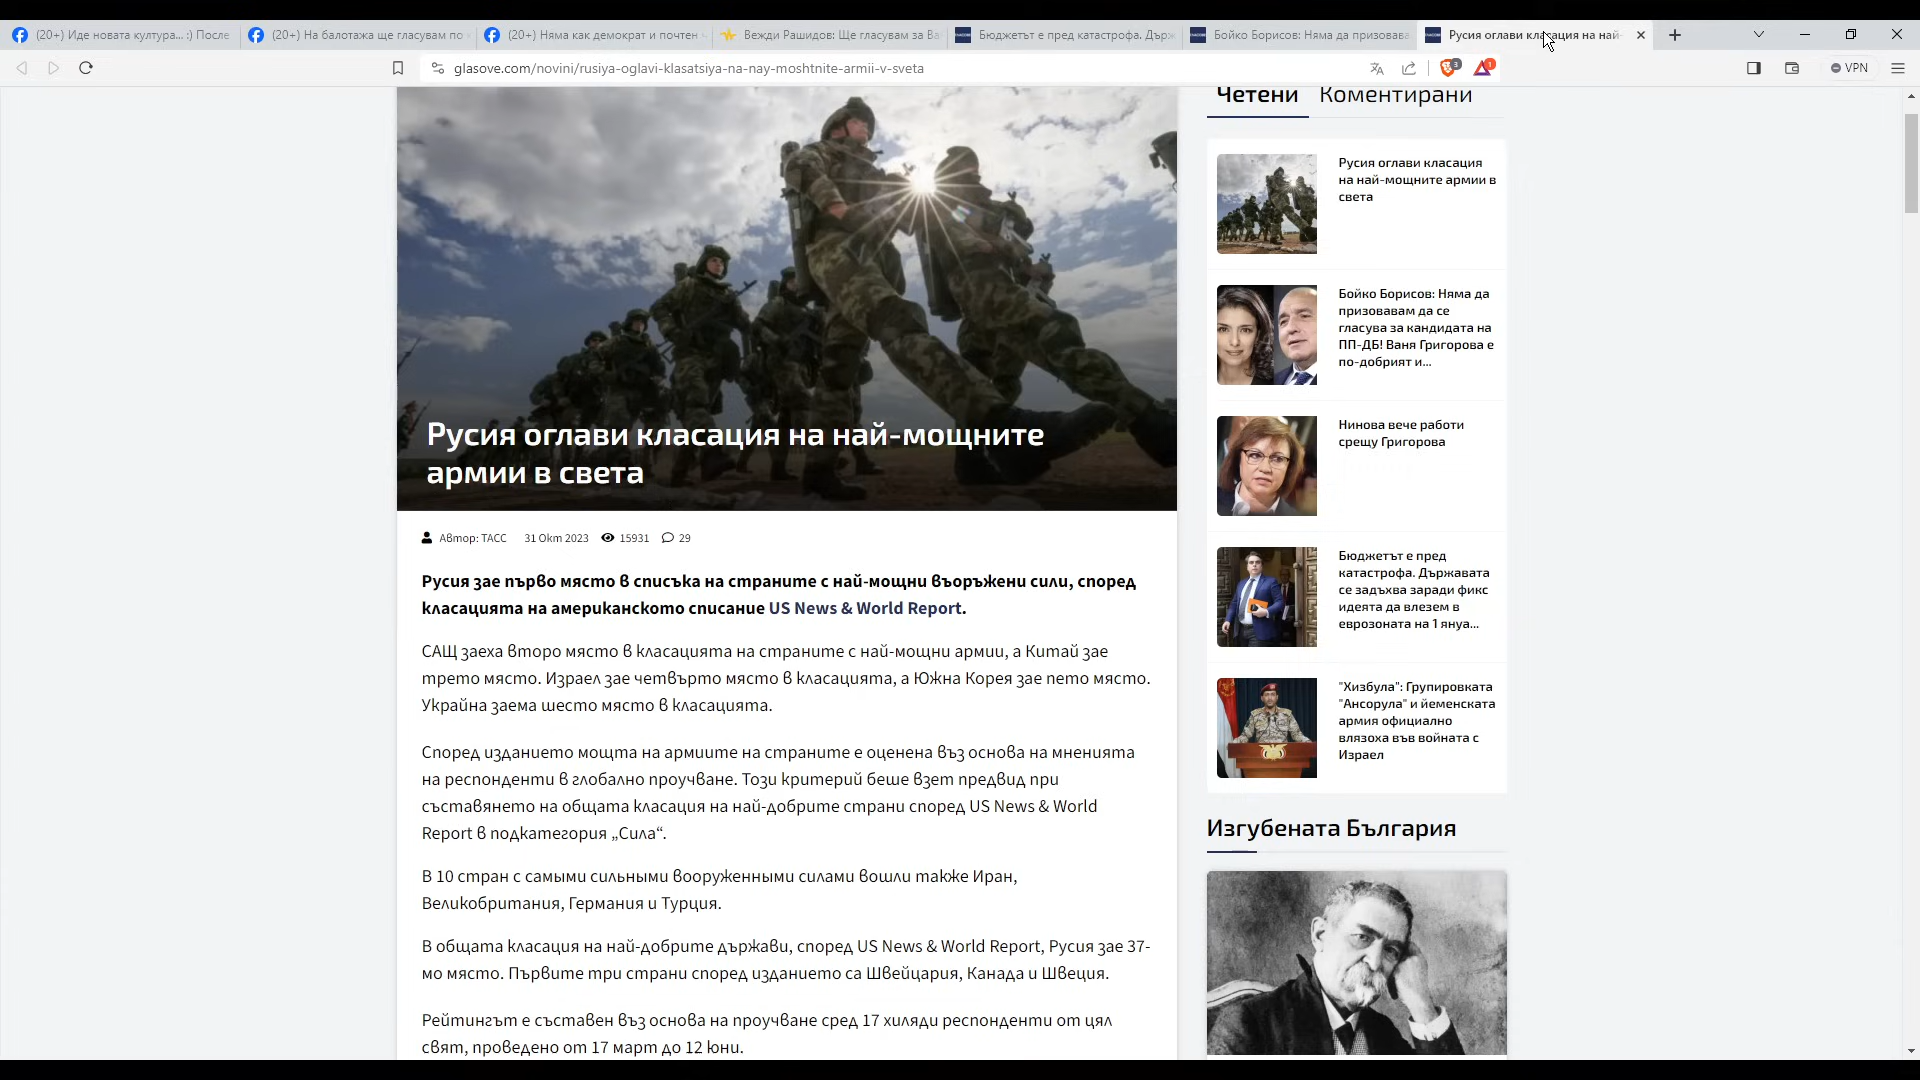 (20+) Иде новата култура... :) После
(20+) На балотажа ще гласувам по
(20+) Няма как демократ и почтен
Вежди Рашидов: Ще гласувам за Ва
Бюджетът е пред катастрофа. Държ
Бойко Борисов: Няма да призовава
Русия оглави класация на най-
glasove.com/novini/rusiya-oglavi-klasatsiya-na-nay-moshtnite-armii-v-sveta
3
1
VPN
Русия оглави класация на най-мощните
армии в света
Автор: ТАСС 31 Окт 2023 15931 29
Русия зае първо място в списъка на страните с най-мощни въоръжени сили, според
класацията на американското списание US News & World Report.
САЩ заеха второ място в класацията на страните с най-мощни армии, а Китай зае
трето място. Израел зае четвърто място в класацията, а Южна Корея зае пето място.
Украйна заема шесто място в класацията.
Според изданието мощта на армиите на страните е оценена въз основа на мненията
на респонденти в глобално проучване. Този критерий беше взет предвид при
съставянето на общата класация на най-добрите страни според US News & World
Report в подкатегория „Сила“.
В 10 стран с самыми сильными вооруженными силами вошли также Иран,
Великобритания, Германия и Турция.
В общата класация на най-добрите държави, според US News & World Report, Русия зае 37-
мо място. Първите три страни според изданието са Швейцария, Канада и Швеция.
Рейтингът е съставен въз основа на проучване сред 17 хиляди респонденти от цял
свят, проведено от 17 март до 12 юни.
Четени Коментирани
Русия оглави класация
на най-мощните армии в
света
Бойко Борисов: Няма да
призовавам да се
гласува за кандидата на
ПП-ДБ! Ваня Григорова е
по-добрият и...
Нинова вече работи
срещу Григорова
Бюджетът е пред
катастрофа. Държавата
се задъхва заради фикс
идеята да влезем в
еврозоната на 1 януа...
"Хизбула": Групировката
"Ансорула" и йеменската
армия официално
влязоха във войната с
Израел
Изгубената България